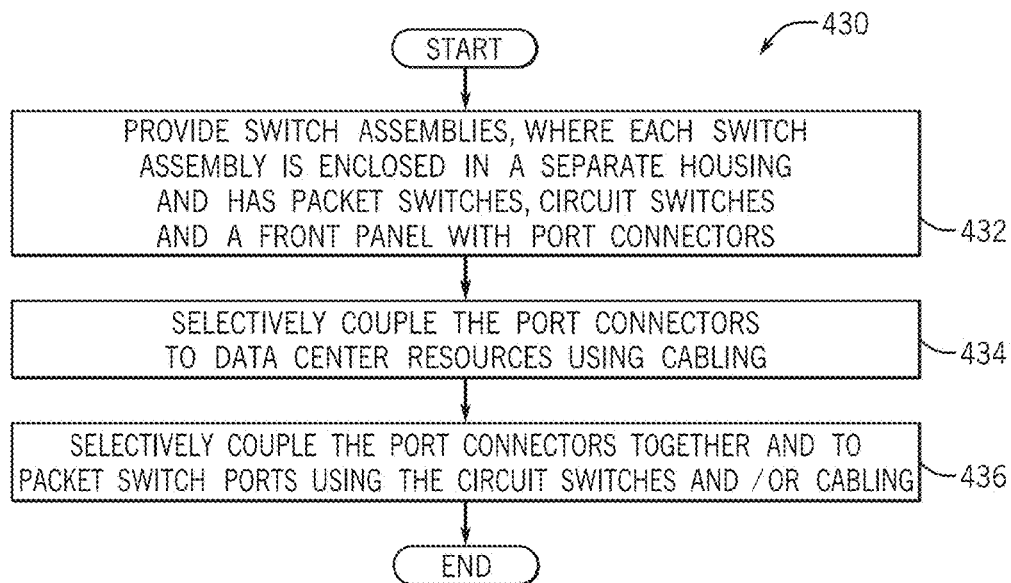 430
START
PROVIDE SWITCH ASSEMBLIES, WHERE EACH SWITCH
ASSEMBLY IS ENCLOSED IN A SEPARATE HOUSING
AND HAS PACKET SWITCHES, CIRCUIT SWITCHES
AND A FRONT PANEL WITH PORT CONNECTORS
432
SELECTIVELY COUPLE THE PORT CONNECTORS
TO DATA CENTER RESOURCES USING CABLING
434
SELECTIVELY COUPLE THE PORT CONNECTORS TOGETHER AND TO
PACKET SWITCH PORTS USING THE CIRCUIT SWITCHES AND /OR CABLING
436
END